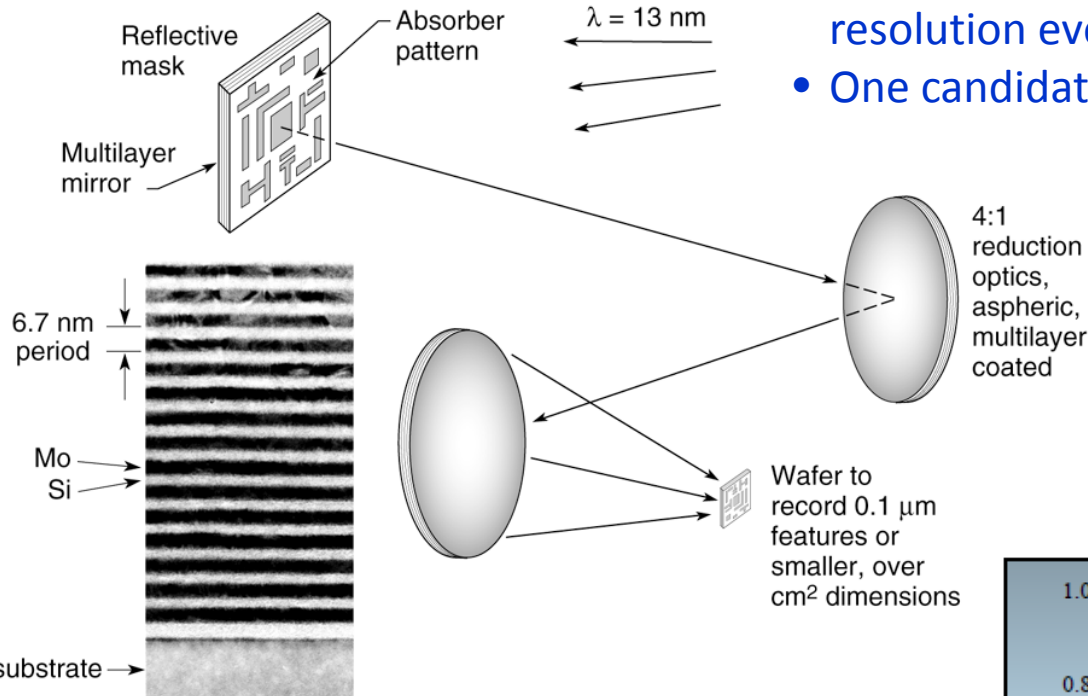 resolution eve
• One candidat
λ = 13 nm
Reflective
mask
Absorber
pattern
Multilayer
mirror
4:1
reduction
optics,
aspheric,
multilayer
coated
6.7 nm
period
Mo
Si
Wafer to
record 0.1 μm
features or
smaller, over
cm² dimensions
substrate
1.0
0.8